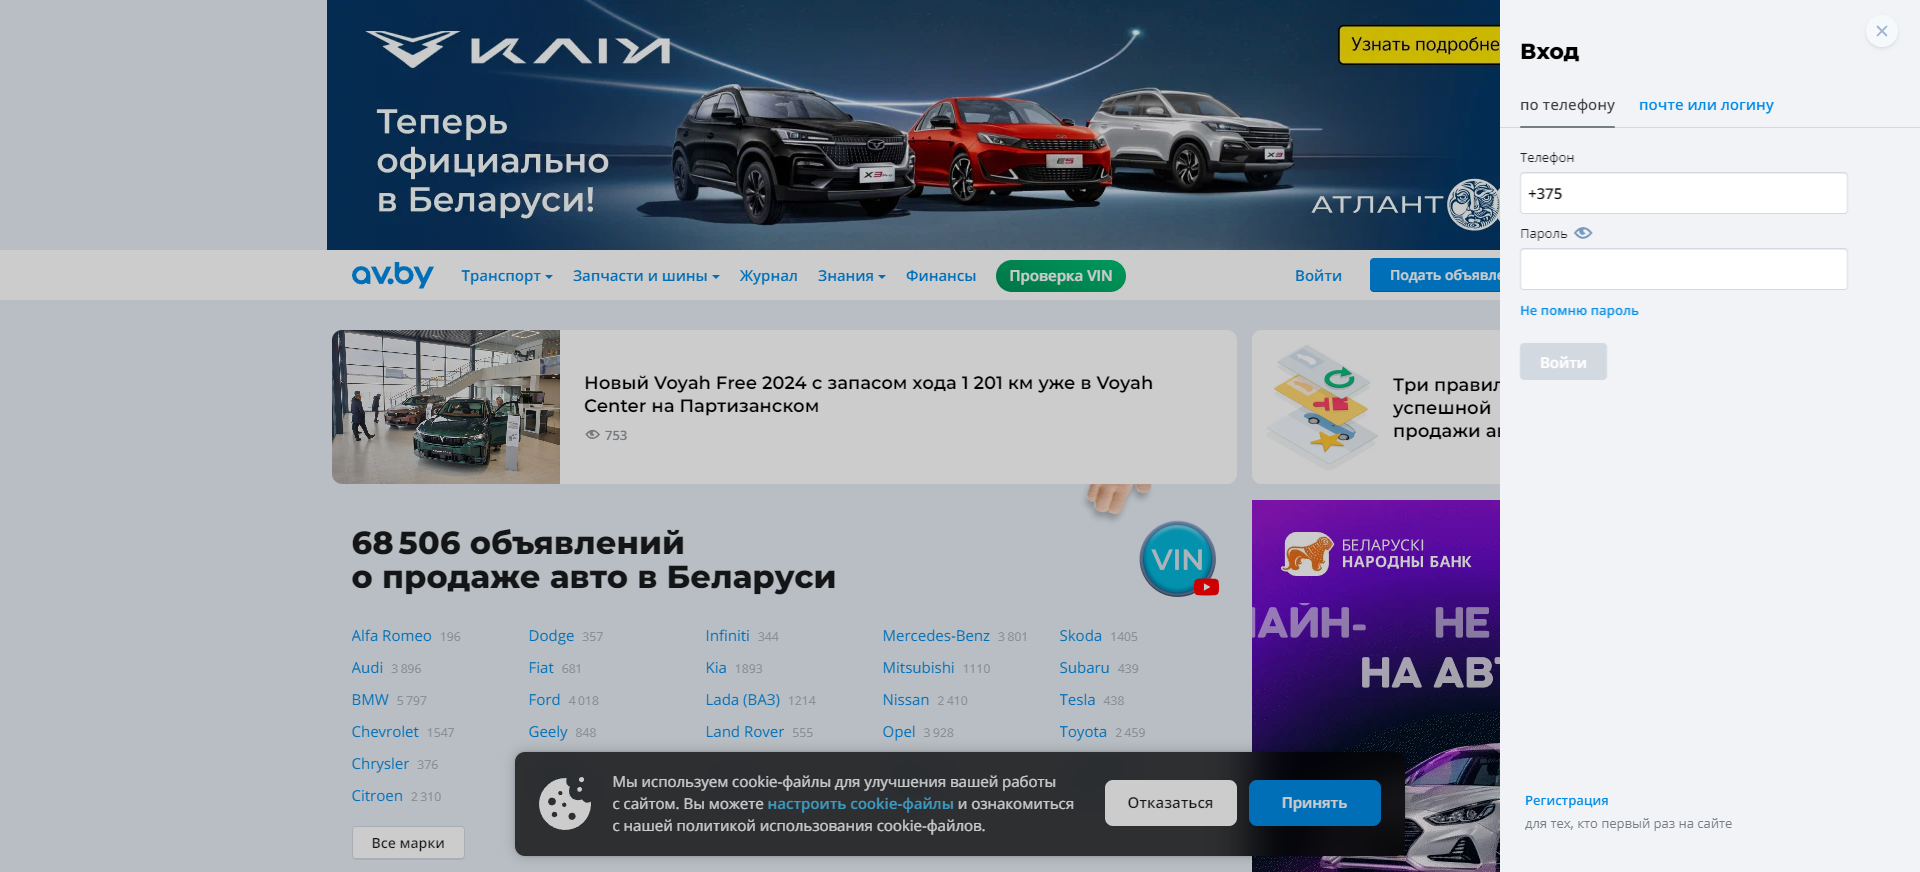 КАІЯ
Узнать подробне
Теперь
официально
в Беларуси!
X3 Pro
E5
X3
АТЛАНТ
av.by
Транспорт
Запчасти и шины
Журнал
Знания
Финансы
Проверка VIN
Войти
Подать объявле
Новый Voyah Free 2024 с запасом хода 1 201 км уже в Voyah
Center на Партизанском
753
Три правил
успешной
продажи ав
68 506 объявлений
о продаже авто в Беларуси
VIN
Alfa Romeo 196
Dodge 357
Infiniti 344
Mercedes-Benz 3 801
Skoda 1405
Audi 3 896
Fiat 681
Kia 1893
Mitsubishi 1110
Subaru 439
BMW 5 797
Ford 4 018
Lada (ВАЗ) 1214
Nissan 2 410
Tesla 438
Chevrolet 1547
Geely 848
Land Rover 555
Opel 3 928
Toyota 2 459
Chrysler 376
Citroen 2 310
Все марки
БЕЛАРУСКІ
НАРОДНЫ БАНК
ЛАЙН- НЕ
НА АВТ
Мы используем cookie-файлы для улучшения вашей работы
с сайтом. Вы можете настроить cookie-файлы и ознакомиться
с нашей политикой использования cookie-файлов.
Отказаться
Принять
Вход
по телефону
почте или логину
Телефон
+375
Пароль
Не помню пароль
Войти
Регистрация
для тех, кто первый раз на сайте